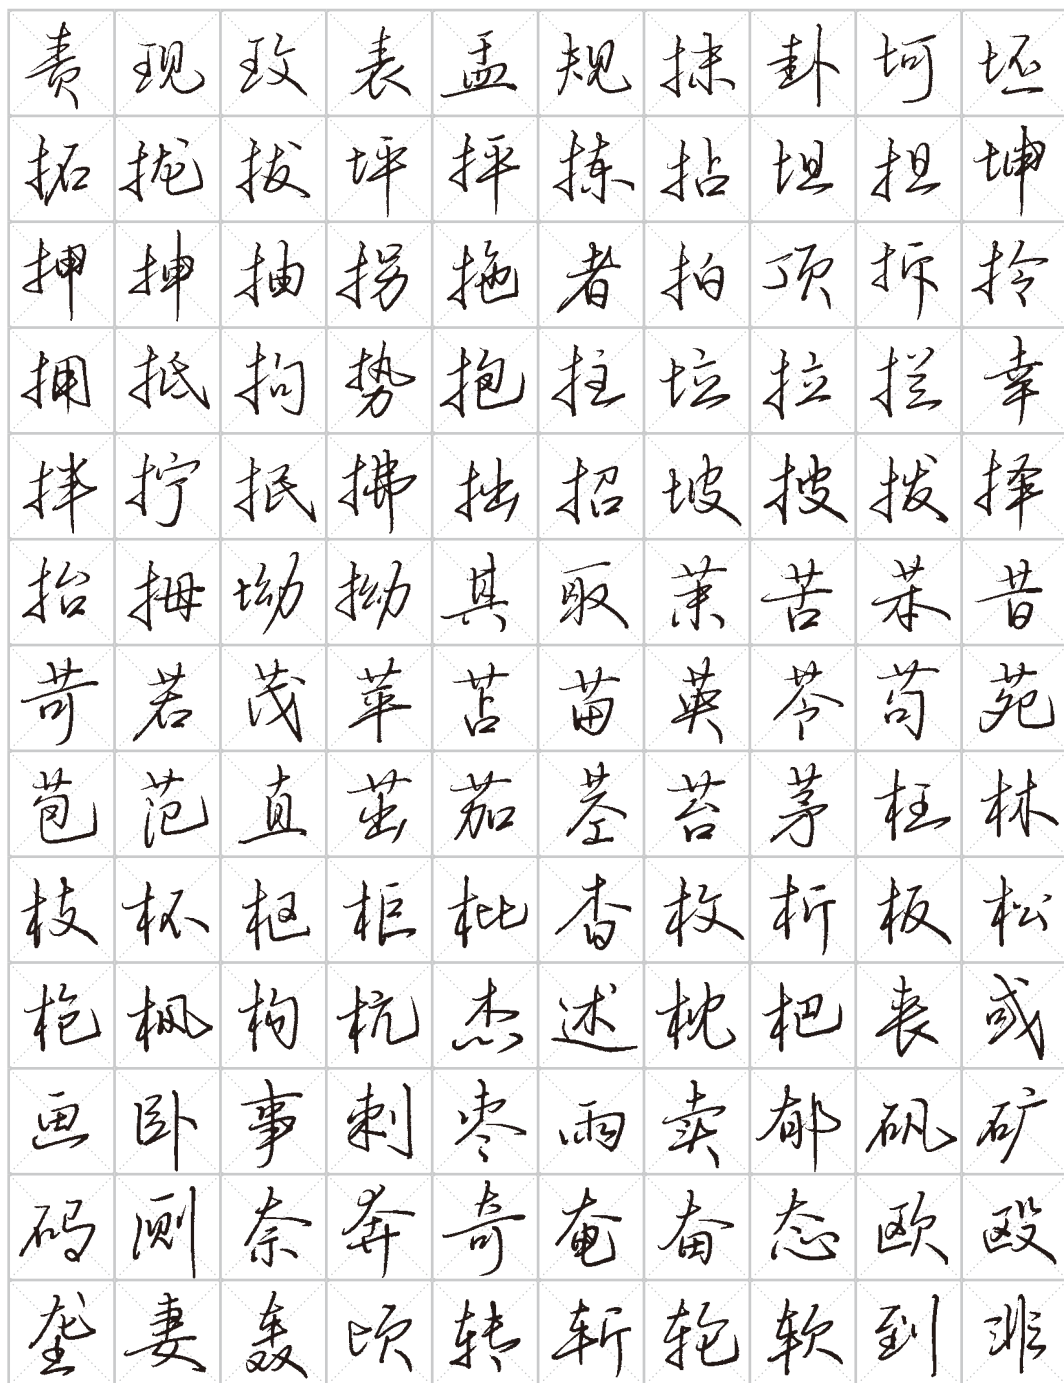 责现玫表盂规抹卦坷坯
拓拢拔坪抨拣拈坦担坤
押抻抽拐拖者拍顶拆拎
拥抵拘势抱拄垃拉拦幸
拌拧抿拂拙招坡披拨择
抬拇坳拗其取茉苦苯昔
苛若茂苹苫苗英苓苟苑
苞范直茁茄茎苔茅枉林
枝杯枢柜枇杳枚析板松
枪枫枸杭杰述枕杷丧或
画卧事刺枣雨卖郁矾矿
码厕奈奔奇奄奋态欧殴
垄妻轰顷转斩轮软到非